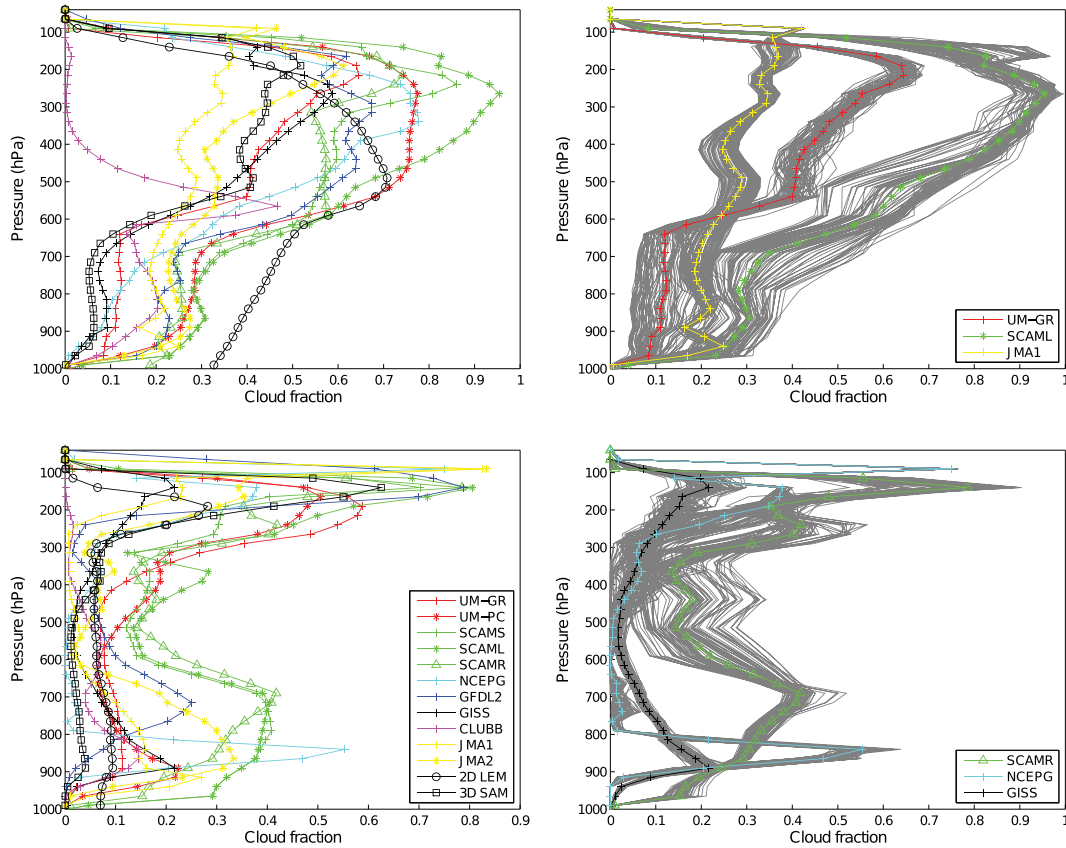 100
200
300
400
500
600
700
800
900
1000
Pressure (hPa)
0 0.1 0.2 0.3 0.4 0.5 0.6 0.7 0.8 0.9 1
Cloud fraction
100
200
300
400
500
600
700
800
900
1000
Pressure (hPa)
UM−GR
SCAML
JMA1
0 0.1 0.2 0.3 0.4 0.5 0.6 0.7 0.8 0.9 1
Cloud fraction
100
200
300
400
500
600
700
800
900
1000
Pressure (hPa)
UM−GR
UM−PC
SCAMS
SCAML
SCAMR
NCEPG
GFDL2
GISS
CLUBB
JMA1
JMA2
2D LEM
3D SAM
0 0.1 0.2 0.3 0.4 0.5 0.6 0.7 0.8 0.9
Cloud fraction
100
200
300
400
500
600
700
800
900
1000
Pressure (hPa)
SCAMR
NCEPG
GISS
0 0.1 0.2 0.3 0.4 0.5 0.6 0.7 0.8 0.9 1
Cloud fraction